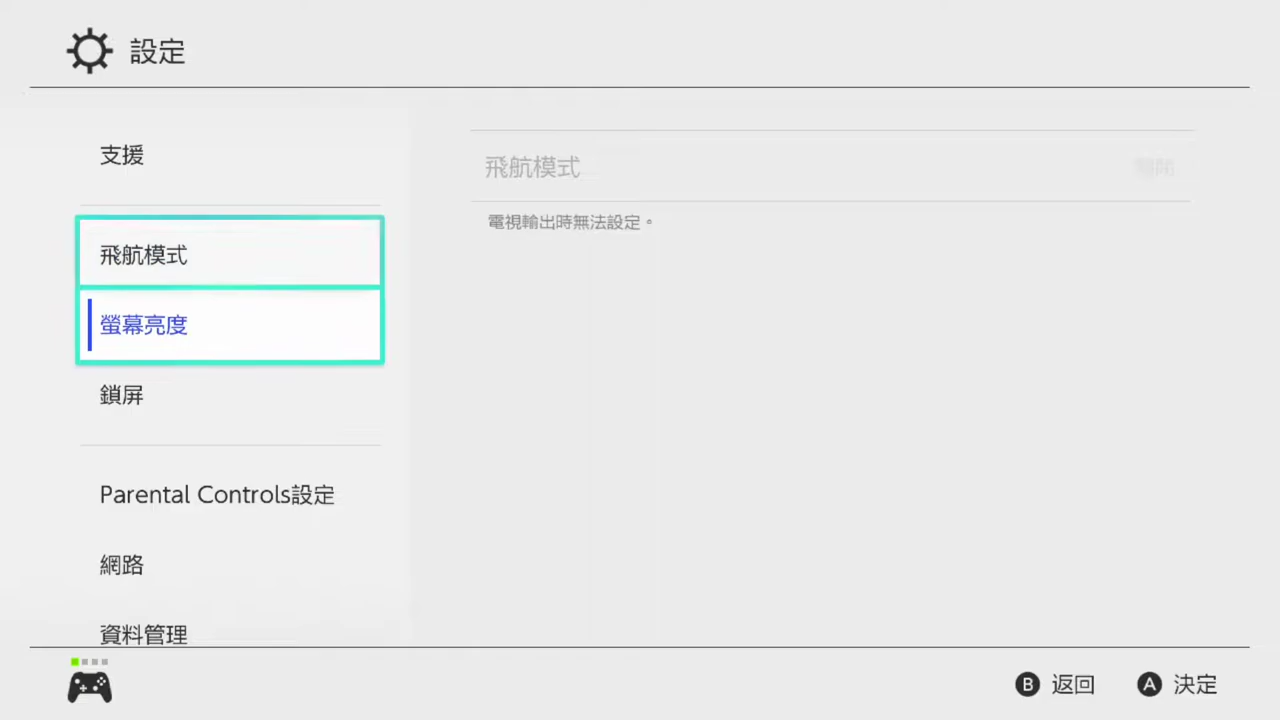 設定
支援
飛航模式
螢幕亮度
鎖屏
Parental Controls設定
網路
資料管理
飛航模式
電視輸出時無法設定。
B 返回
A 決定